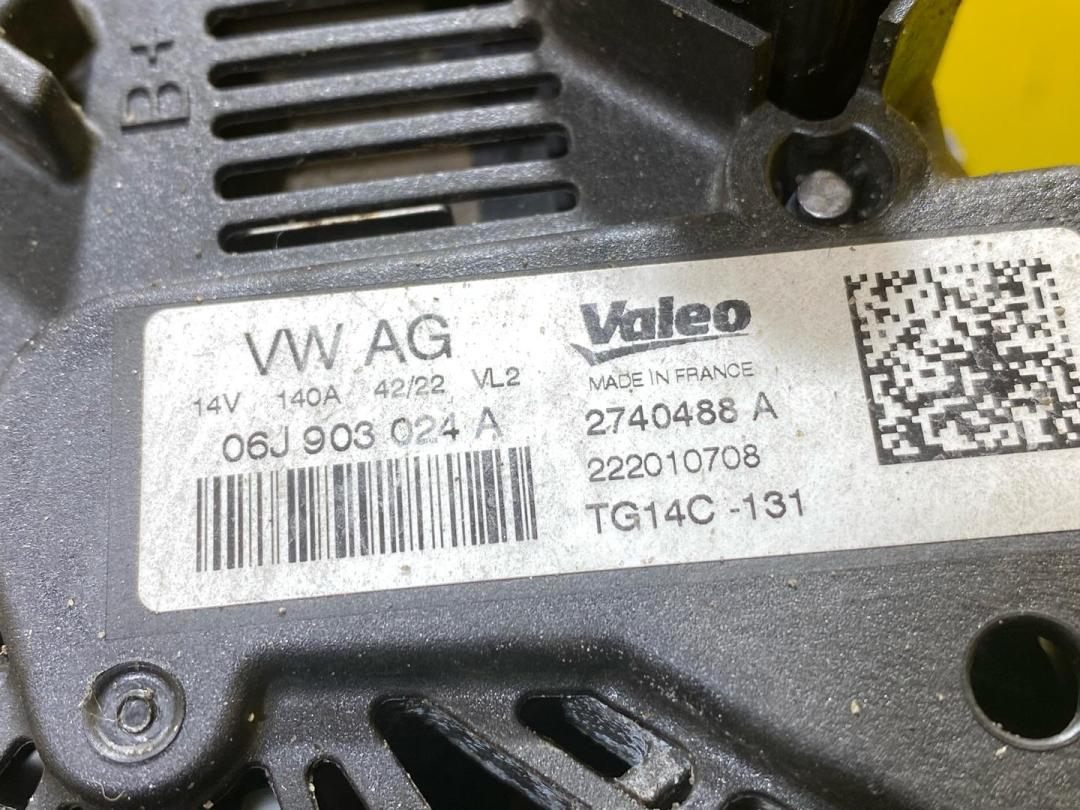 B+
VW AG
14V 140A 42/22 VL2
06J 903 024 A
Valeo
MADE IN FRANCE
2740488 A
222010708
TG14C -131